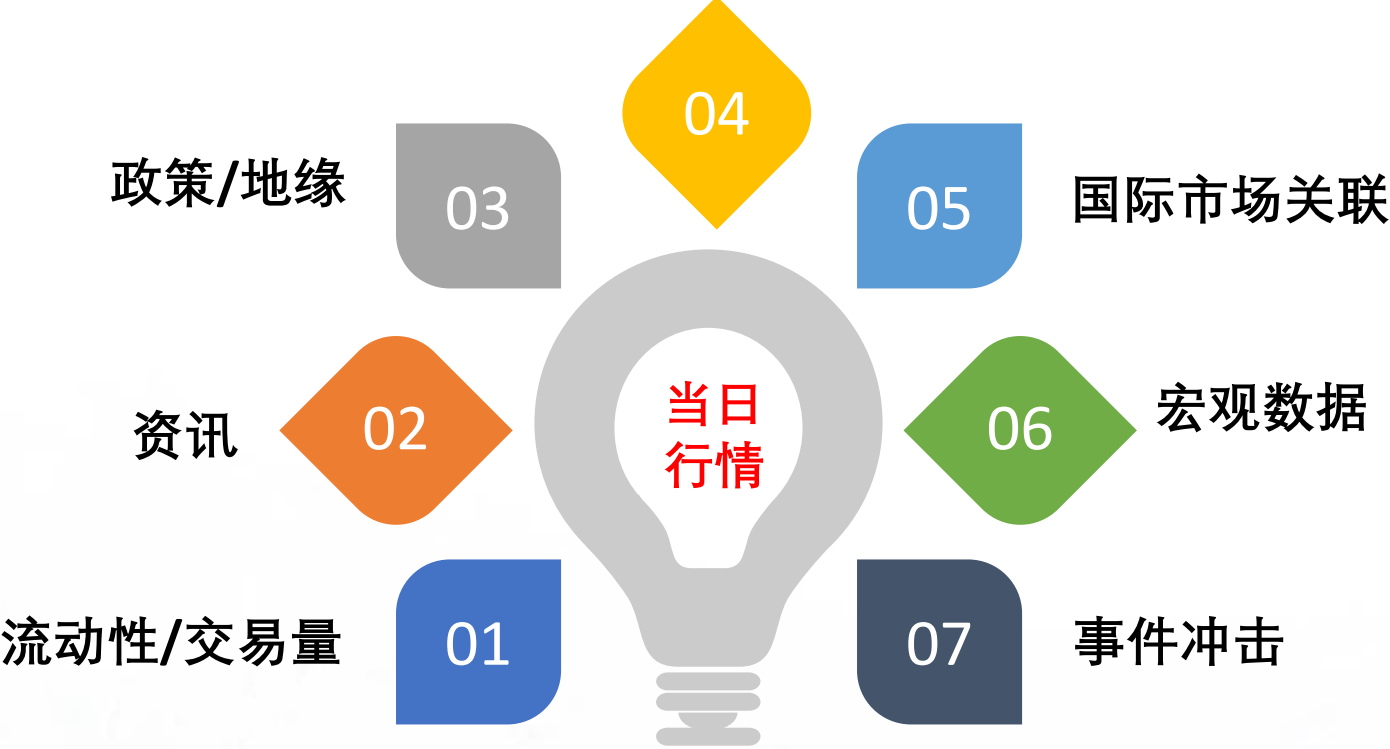 04
政策/地缘
03
05
国际市场关联
当日
行情
资讯
02
06
宏观数据
流动性/交易量
01
07
事件冲击